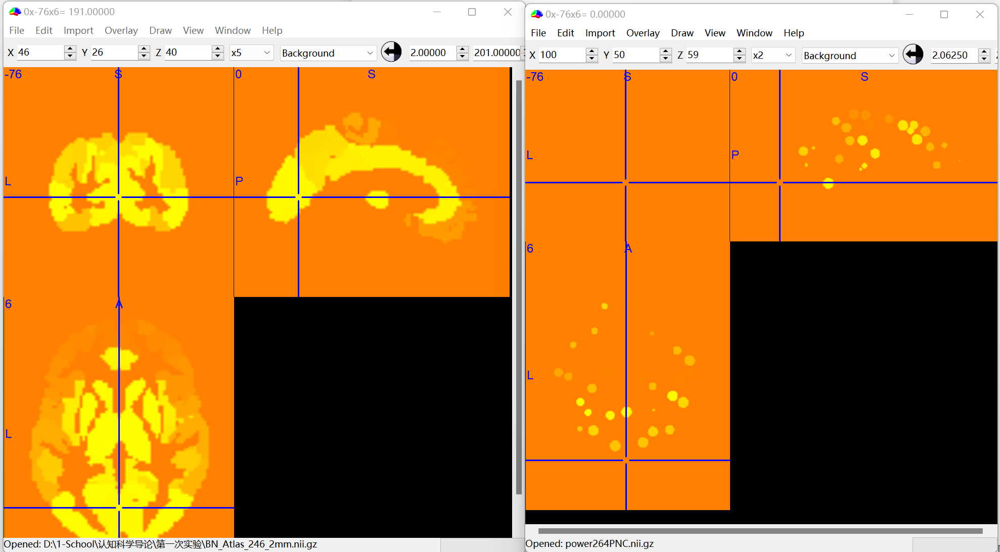 0x-76x6= 191.00000
File Edit Import Overlay Draw View Window Help
X 46 Y 26 Z 40 x5 Background 2.00000 201.00000
-76 S 0 S
L P
6 A
L
Opened: D:\1-School\认知科学导论\第一次实验\BN_Atlas_246_2mm.nii.gz
0x-76x6= 0.00000
File Edit Import Overlay Draw View Window Help
X 100 Y 50 Z 59 x2 Background 2.06250
-76 S 0 S
L P
6 A
L
Opened: power264PNC.nii.gz